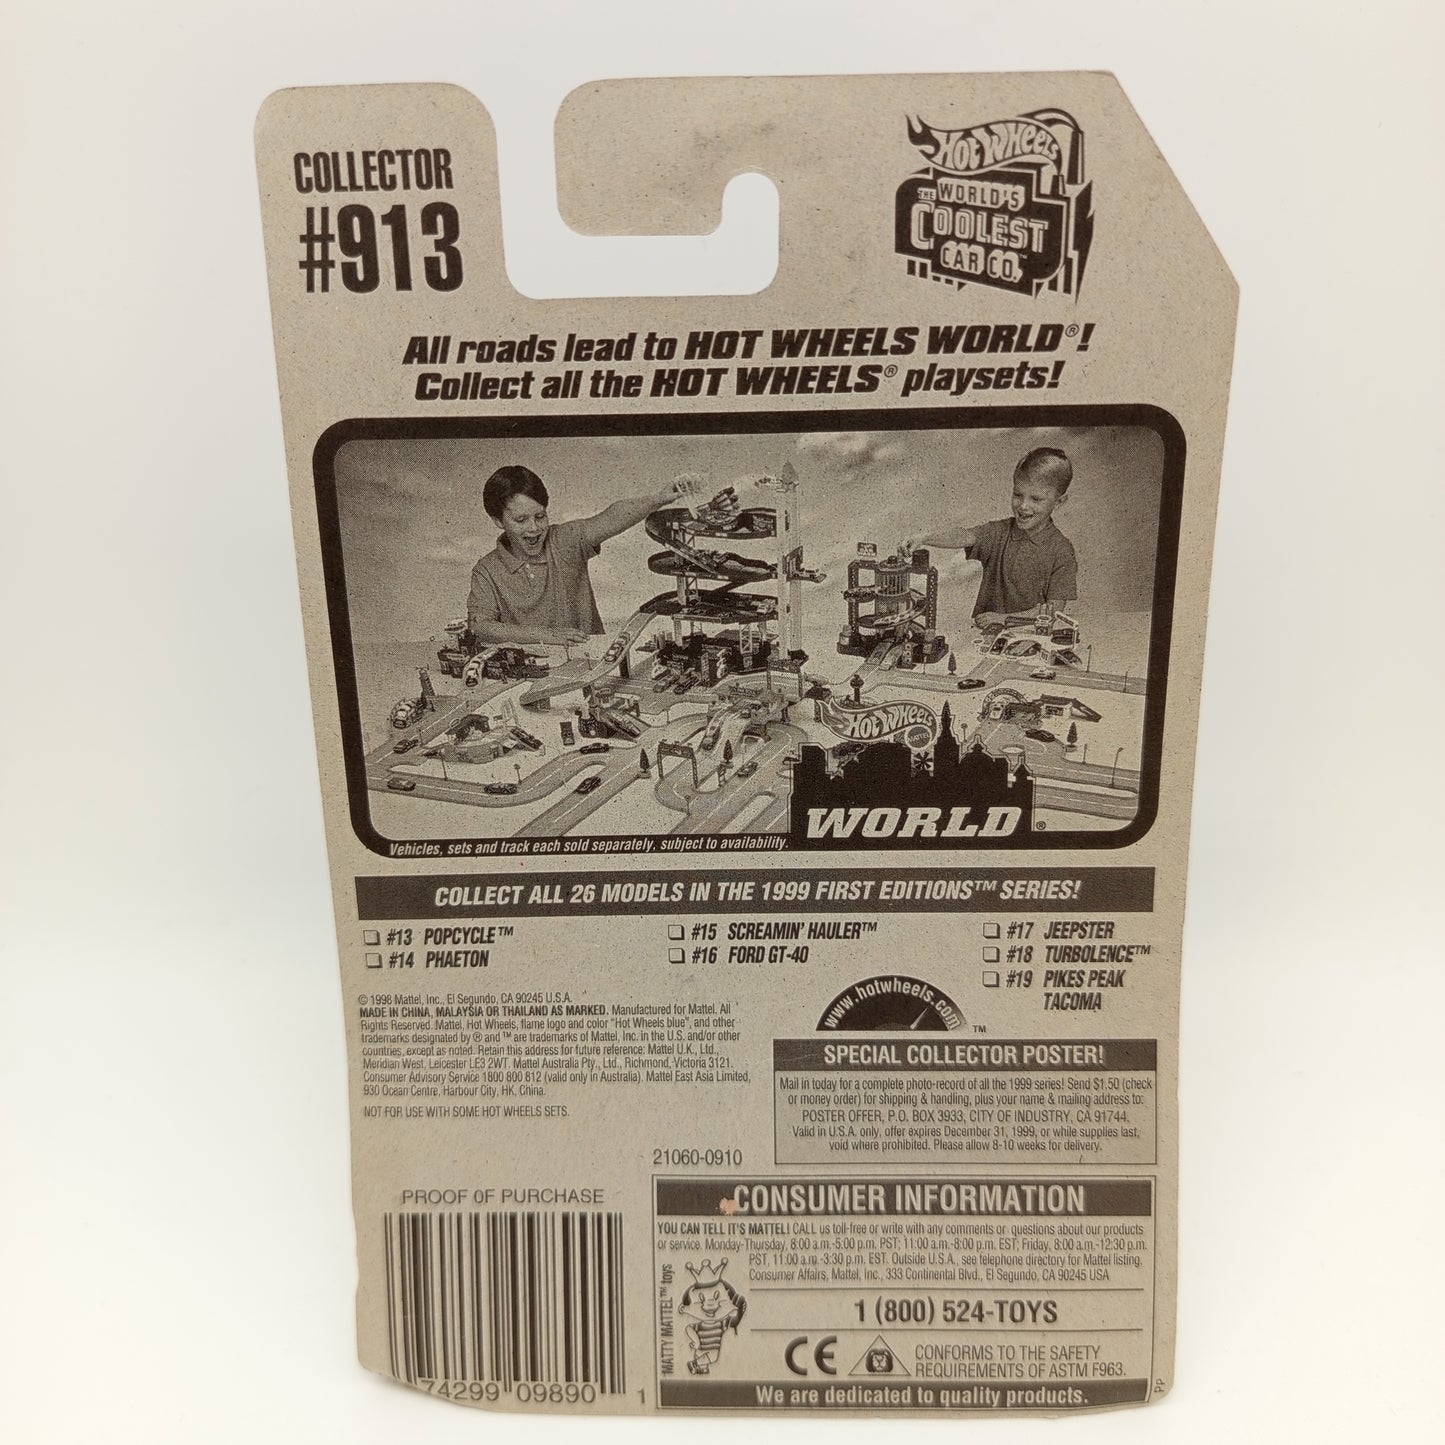 COLLECTOR
#913
HOT WHEELS
THE WORLD'S
COOLEST
CAR CO.™
All roads lead to HOT WHEELS WORLD®!
Collect all the HOT WHEELS® playsets!
HOT WHEELS
MATTEL
WORLD®
Vehicles, sets and track each sold separately, subject to availability.
COLLECT ALL 26 MODELS IN THE 1999 FIRST EDITIONS™ SERIES!
#13 POPCYCLE™
#14 PHAETON
#15 SCREAMIN' HAULER™
#16 FORD GT-40
#17 JEEPSTER
#18 TURBOLENCE™
#19 PIKES PEAK
TACOMA
© 1998 Mattel, Inc., El Segundo, CA 90245 U.S.A.
MADE IN CHINA, MALAYSIA OR THAILAND AS MARKED. Manufactured for Mattel. All
Rights Reserved. Mattel, Hot Wheels, flame logo and color "Hot Wheels blue", and other
trademarks designated by ® and ™ are trademarks of Mattel, Inc. in the U.S. and/or other
countries, except as noted. Retain this address for future reference: Mattel U.K., Ltd.,
Meridian West, Leicester LE3 2WT. Mattel Australia Pty., Ltd., Richmond, Victoria 3121.
Consumer Advisory Service 1800 800 812 (valid only in Australia). Mattel East Asia Limited,
930 Ocean Centre, Harbour City, HK, China.
NOT FOR USE WITH SOME HOT WHEELS SETS.
www.hotwheels.com ™
SPECIAL COLLECTOR POSTER!
Mail in today for a complete photo-record of all the 1999 series! Send $1.50 (check
or money order) for shipping & handling, plus your name & mailing address to:
POSTER OFFER, P.O. BOX 3933, CITY OF INDUSTRY, CA 91744.
Valid in U.S.A. only, offer expires December 31, 1999, or while supplies last,
void where prohibited. Please allow 8-10 weeks for delivery.
21060-0910
PROOF OF PURCHASE
74299 09890 1
CONSUMER INFORMATION
YOU CAN TELL IT'S MATTEL! CALL us toll-free or write with any comments or questions about our products
or service. Monday-Thursday, 8:00 a.m.-5:00 p.m. PST; 11:00 a.m.-8:00 p.m. EST; Friday, 8:00 a.m.-12:30 p.m.
PST, 11:00 a.m.-3:30 p.m. EST. Outside U.S.A., see telephone directory for Mattel listing.
Consumer Affairs, Mattel, Inc., 333 Continental Blvd., El Segundo, CA 90245 USA
MATTY MATTEL™ toys
1 (800) 524-TOYS
CE
CONFORMS TO THE SAFETY
REQUIREMENTS OF ASTM F963.
We are dedicated to quality products.
PP